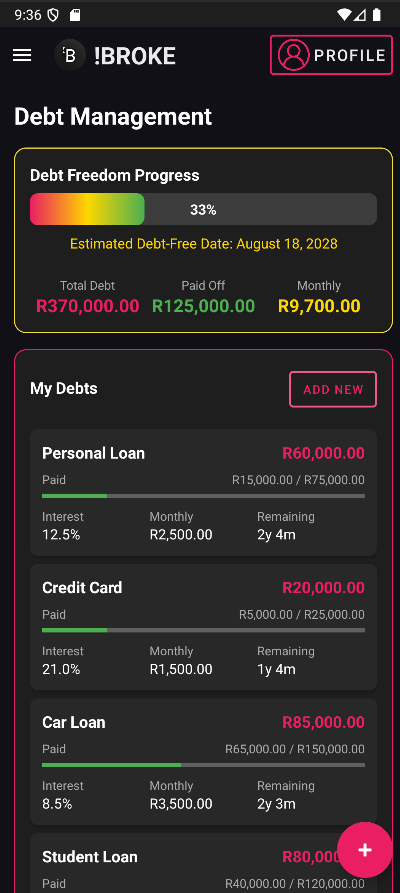 9:36
B !BROKE PROFILE
Debt Management
Debt Freedom Progress
33%
Estimated Debt-Free Date: August 18, 2028
Total Debt Paid Off Monthly
R370,000.00 R125,000.00 R9,700.00
My Debts ADD NEW
Personal Loan R60,000.00
Paid R15,000.00 / R75,000.00
Interest Monthly Remaining
12.5% R2,500.00 2y 4m
Credit Card R20,000.00
Paid R5,000.00 / R25,000.00
Interest Monthly Remaining
21.0% R1,500.00 1y 4m
Car Loan R85,000.00
Paid R65,000.00 / R150,000.00
Interest Monthly Remaining
8.5% R3,500.00 2y 3m
Student Loan
Paid R40,000.00 / R120,000.00